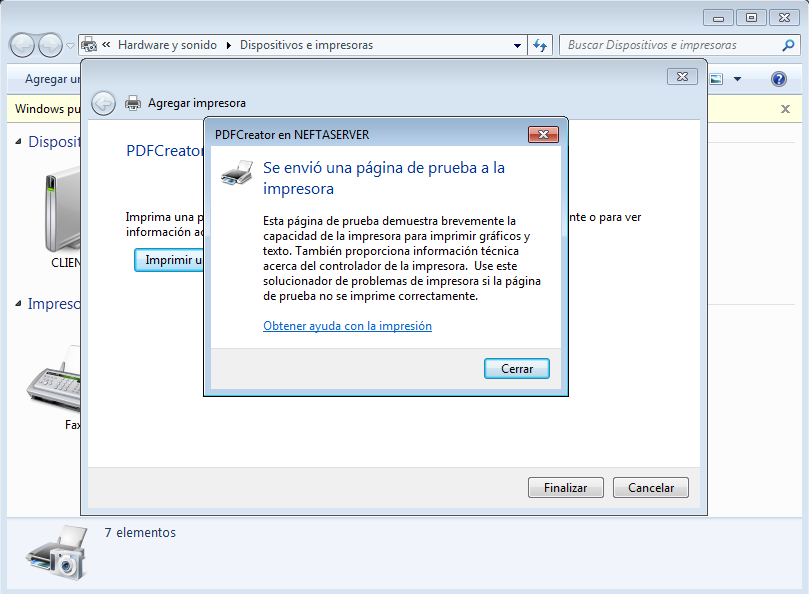 « Hardware y sonido ▸ Dispositivos e impresoras
Buscar Dispositivos e impresoras
Agregar un
Windows pu
Agregar impresora
Disposit
PDFCreator
PDFCreator en NEFTASERVER
Se envió una página de prueba a la
impresora
Esta página de prueba demuestra brevemente la
capacidad de la impresora para imprimir gráficos y
texto. También proporciona información técnica
acerca del controlador de la impresora.  Use este
solucionador de problemas de impresora si la página
de prueba no se imprime correctamente.
Obtener ayuda con la impresión
Cerrar
Imprima una p
nte o para ver
información ad
Imprimir u
CLIEN
Impreso
Fax
Finalizar
Cancelar
7 elementos